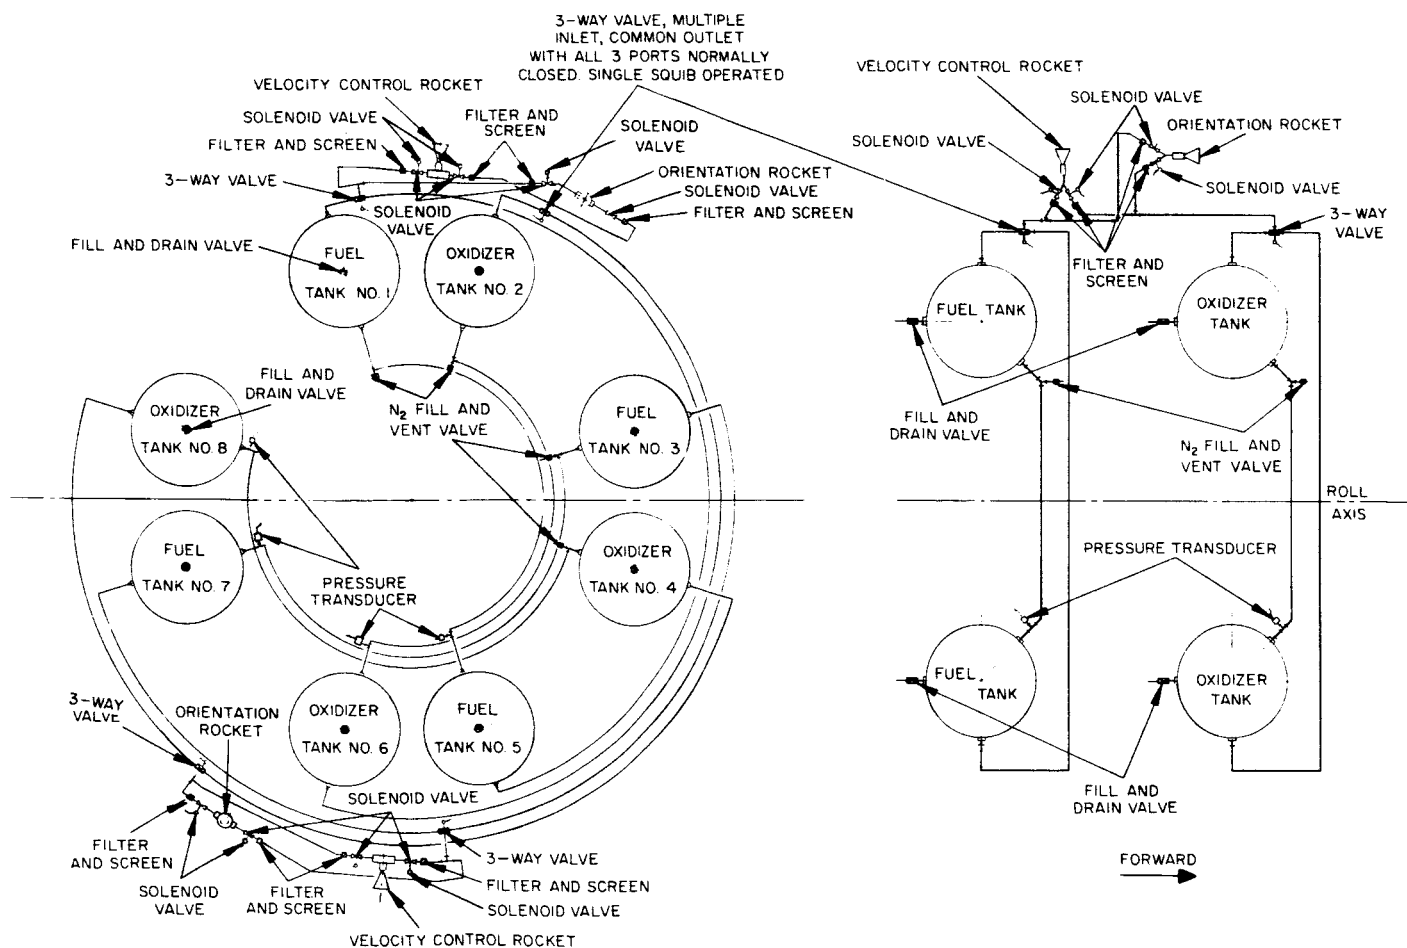 3-WAY VALVE, MULTIPLE
INLET, COMMON OUTLET
WITH ALL 3 PORTS NORMALLY
CLOSED. SINGLE SQUIB OPERATED
VELOCITY CONTROL ROCKET
SOLENOID VALVE
FILTER AND SCREEN
3-WAY VALVE
FILTER AND
SCREEN
SOLENOID
VALVE
ORIENTATION ROCKET
SOLENOID VALVE
FILTER AND SCREEN
SOLENOID
VALVE
FILL AND DRAIN VALVE
FUEL
TANK NO. 1
OXIDIZER
TANK NO. 2
FILL AND
DRAIN VALVE
OXIDIZER
TANK NO. 8
N2 FILL AND
VENT VALVE
FUEL
TANK NO. 3
FUEL
TANK NO. 7
OXIDIZER
TANK NO. 4
PRESSURE
TRANSDUCER
OXIDIZER
TANK NO. 6
FUEL
TANK NO. 5
3-WAY
VALVE
ORIENTATION
ROCKET
SOLENOID VALVE
FILTER
AND SCREEN
SOLENOID
VALVE
FILTER
AND SCREEN
3-WAY VALVE
FILTER AND SCREEN
SOLENOID VALVE
VELOCITY CONTROL ROCKET
VELOCITY CONTROL ROCKET
SOLENOID VALVE
SOLENOID VALVE
ORIENTATION ROCKET
SOLENOID VALVE
3-WAY
VALVE
FILTER AND
SCREEN
FUEL TANK
OXIDIZER
TANK
FILL AND
DRAIN VALVE
N2 FILL AND
VENT VALVE
ROLL
AXIS
PRESSURE TRANSDUCER
FUEL
TANK
OXIDIZER
TANK
FILL AND
DRAIN VALVE
FORWARD